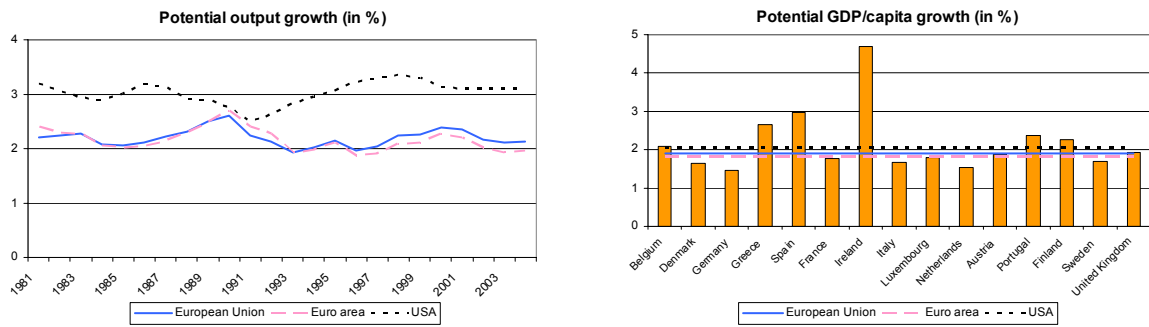 Potential output growth (in %)
4
3
2
1
0
1981
1983
1985
1987
1989
1991
1993
1995
1997
1999
2001
2003
European Union
Euro area
USA
Potential GDP/capita growth (in %)
5
4
3
2
1
0
Belgium
Denmark
Germany
Greece
Spain
France
Ireland
Italy
Luxembourg
Netherlands
Austria
Portugal
Finland
Sweden
United Kingdom
European Union
Euro area
USA